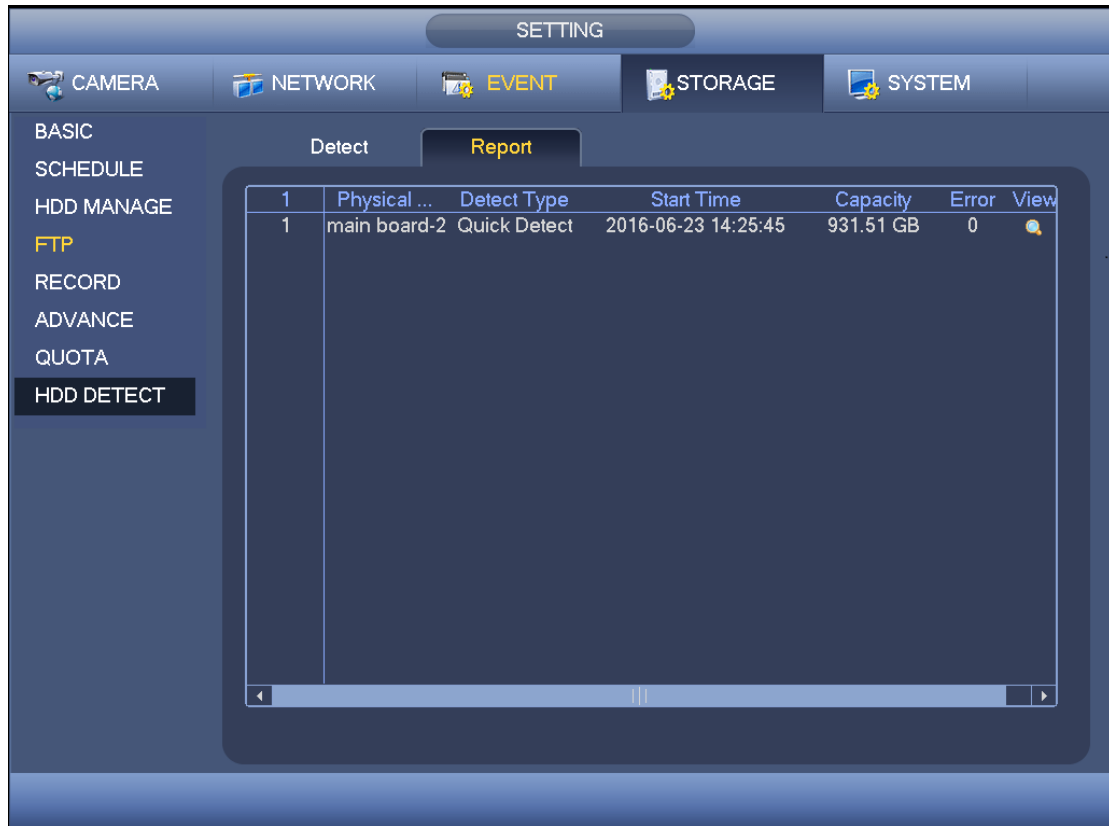 SETTING
CAMERA NETWORK EVENT STORAGE SYSTEM
BASIC
SCHEDULE
HDD MANAGE
FTP
RECORD
ADVANCE
QUOTA
HDD DETECT
Detect Report
1 Physical ... Detect Type Start Time Capacity Error View
1 main board-2 Quick Detect 2016-06-23 14:25:45 931.51 GB 0